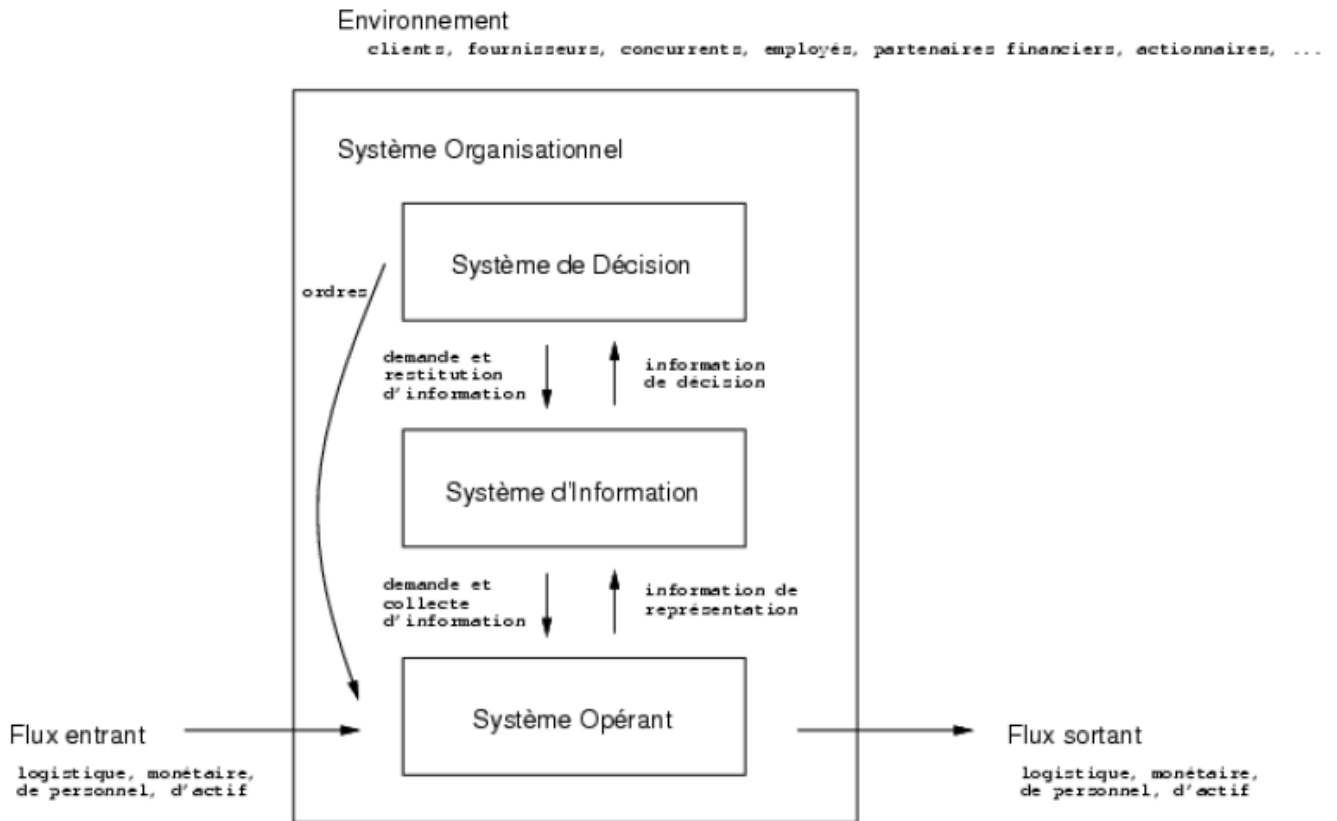 Environnement
clients, fournisseurs, concurrents, employés, partenaires financiers, actionnaires, ...
Système Organisationnel
Système de Décision
ordres
demande et
restitution
d'information
information
de décision
Système d'Information
demande et
collecte
d'information
information de
représentation
Système Opérant
Flux entrant
logistique, monétaire,
de personnel, d'actif
Flux sortant
logistique, monétaire,
de personnel, d'actif